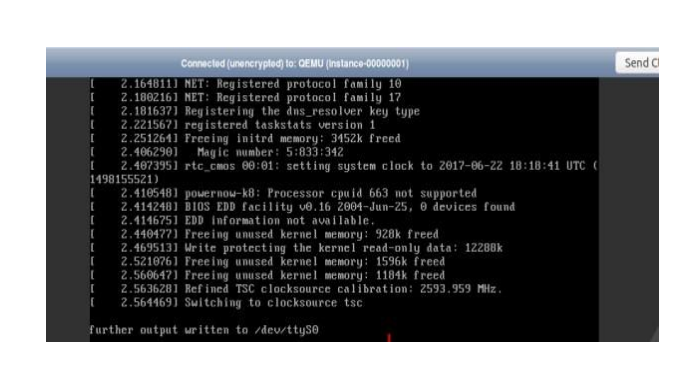 Connected (unencrypted) to: QEMU (instance-00000001)
Send C
[    2.164811] NET: Registered protocol family 10
[    2.180216] NET: Registered protocol family 17
[    2.181637] Registering the dns_resolver key type
[    2.221567] registered taskstats version 1
[    2.251264] Freeing initrd memory: 3452k freed
[    2.406290]   Magic number: 5:833:342
[    2.407395] rtc_cmos 00:01: setting system clock to 2017-06-22 18:18:41 UTC (
1498155521)
[    2.410548] powernow-k8: Processor cpuid 663 not supported
[    2.414248] BIOS EDD facility v0.16 2004-Jun-25, 0 devices found
[    2.414675] EDD information not available.
[    2.440477] Freeing unused kernel memory: 928k freed
[    2.469513] Write protecting the kernel read-only data: 12288k
[    2.521076] Freeing unused kernel memory: 1596k freed
[    2.560647] Freeing unused kernel memory: 1184k freed
[    2.563628] Refined TSC clocksource calibration: 2593.959 MHz.
[    2.564469] Switching to clocksource tsc
further output written to /dev/ttyS0